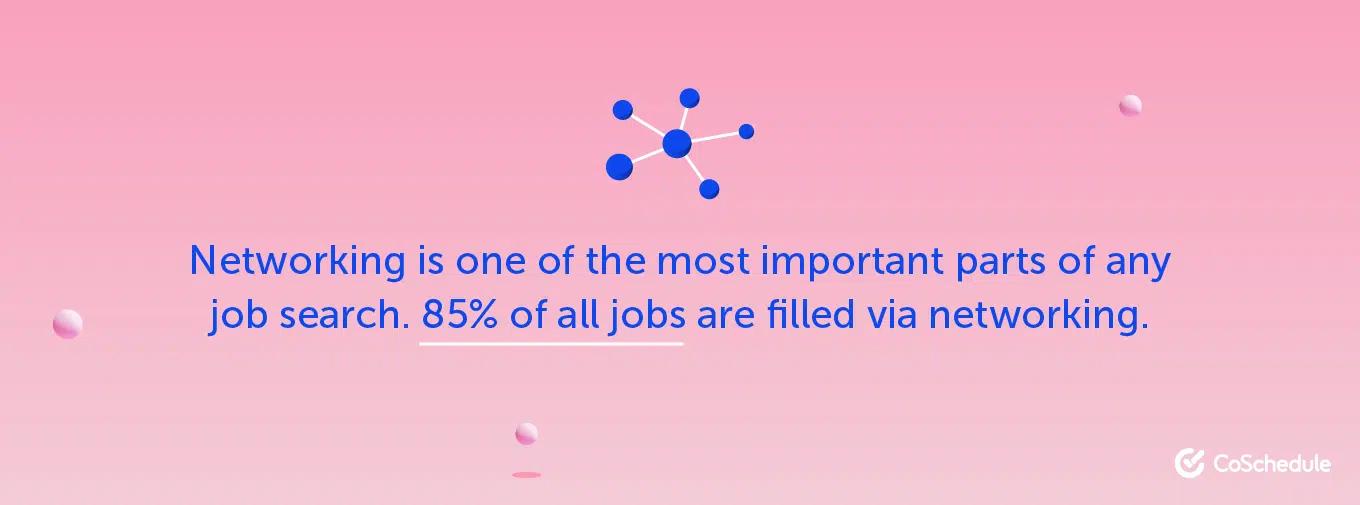 Networking is one of the most important parts of any
job search. 85% of all jobs are filled via networking.
CoSchedule